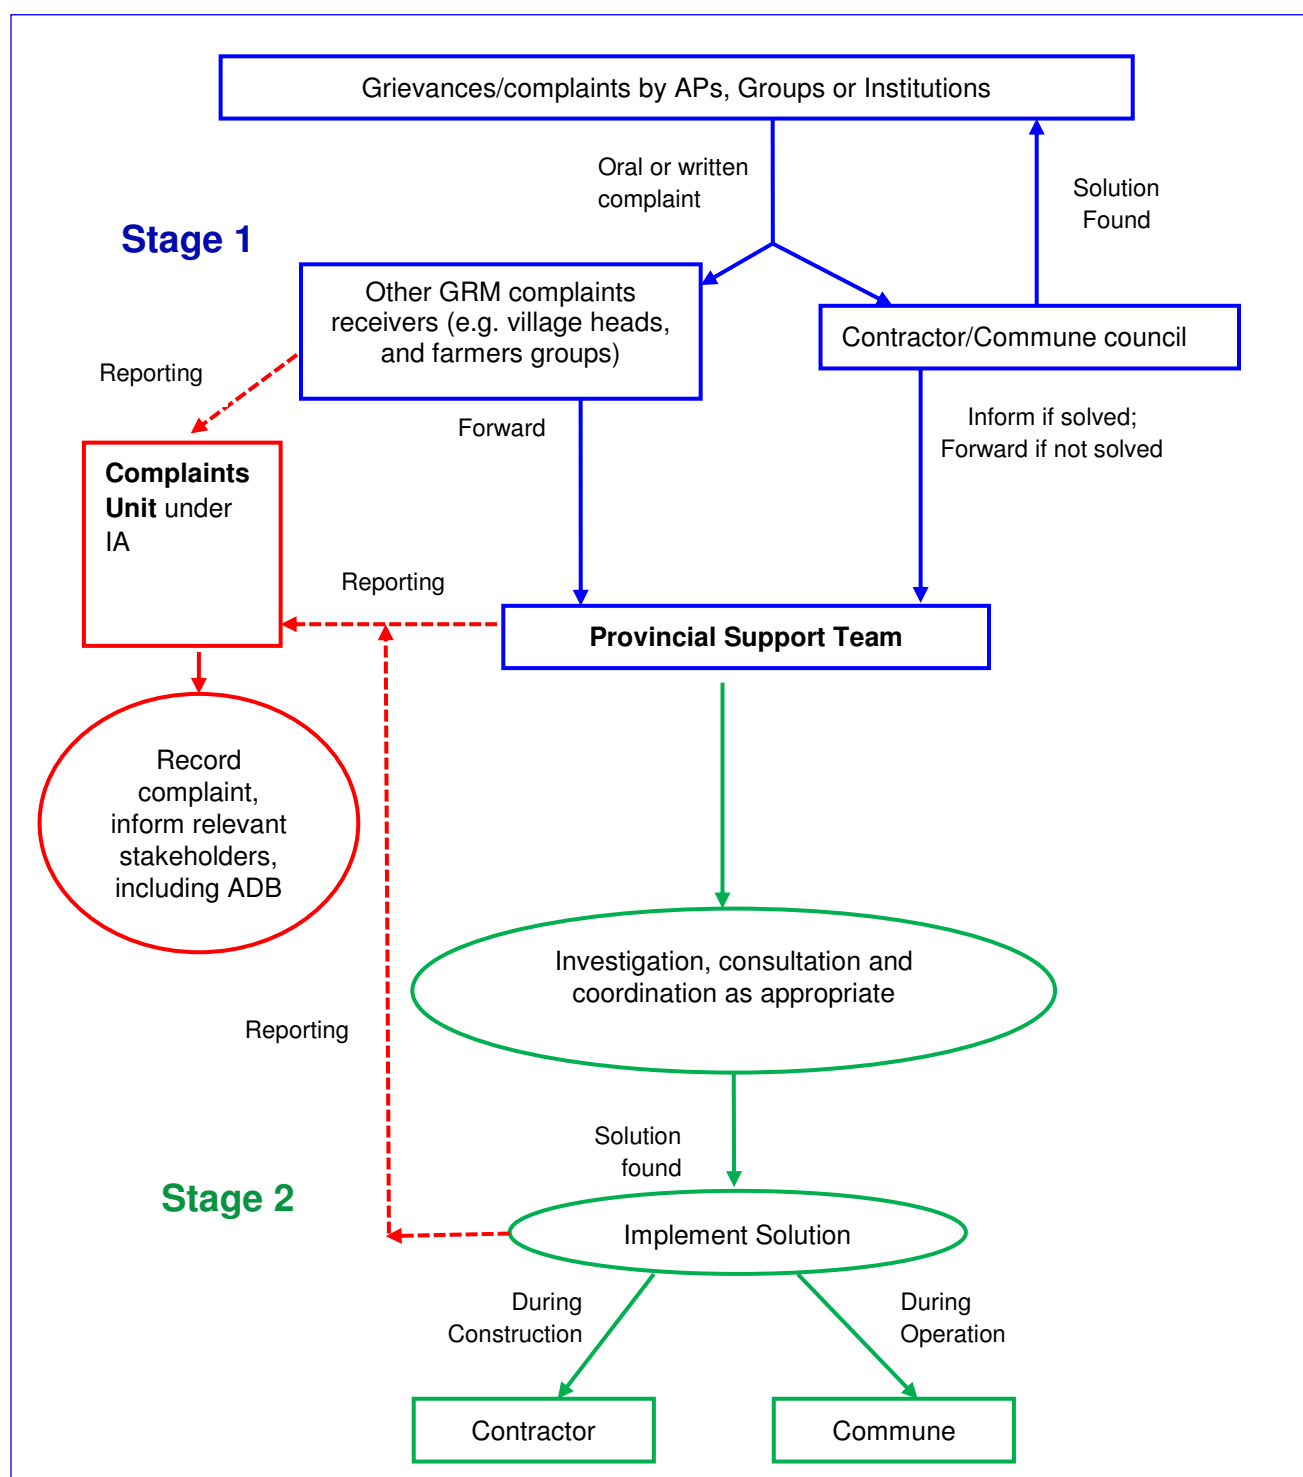 Grievances/complaints by APs, Groups or Institutions
Oral or written
complaint
Solution
Found
Stage 1
Other GRM complaints
receivers (e.g. village heads,
and farmers groups)
Contractor/Commune council
Reporting
Forward
Inform if solved;
Forward if not solved
Complaints
Unit under
IA
Reporting
Provincial Support Team
Record
complaint,
inform relevant
stakeholders,
including ADB
Investigation, consultation and
coordination as appropriate
Reporting
Solution
found
Stage 2
Implement Solution
During
Construction
During
Operation
Contractor
Commune